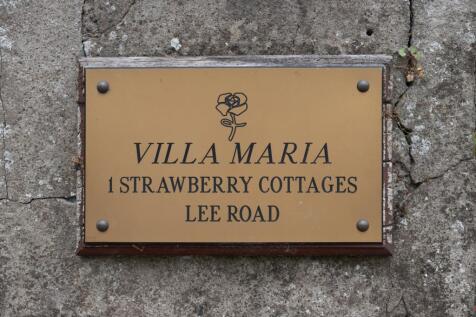 VILLA MARIA
1 STRAWBERRY COTTAGES
LEE ROAD